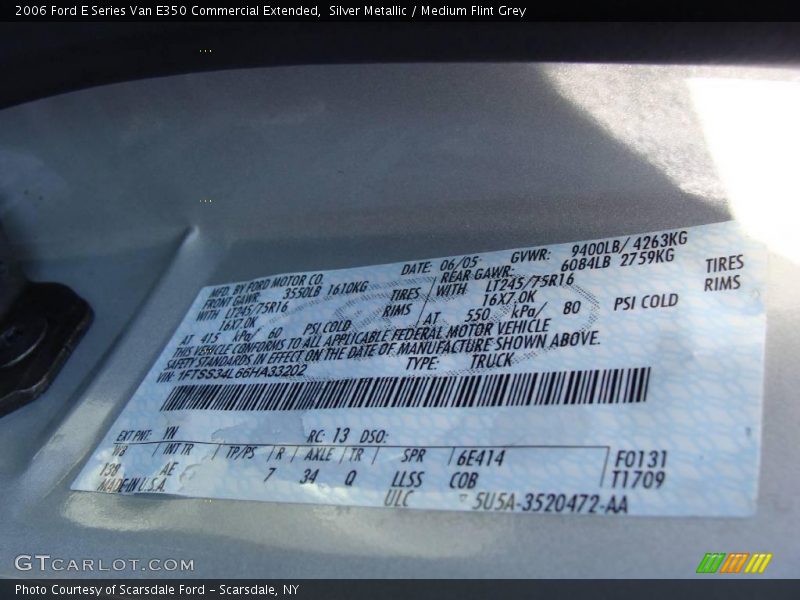 2006 Ford E Series Van E350 Commercial Extended, Silver Metallic / Medium Flint Grey
MFD. BY FORD MOTOR CO. DATE: 06/05 GVWR: 9400LB/ 4263KG
FRONT GAWR: 3550LB 1610KG REAR GAWR: 6084LB 2759KG
WITH LT245/75R16 TIRES WITH LT245/75R16 TIRES
16X7.0K RIMS 16X7.0K RIMS
AT 415 kPa/ 60 PSI COLD AT 550 kPa/ 80 PSI COLD
THIS VEHICLE CONFORMS TO ALL APPLICABLE FEDERAL MOTOR VEHICLE
SAFETY STANDARDS IN EFFECT ON THE DATE OF MANUFACTURE SHOWN ABOVE.
VIN: 1FTSS34L66HA33202 TYPE: TRUCK
EXT PNT: YN RC: 13 DSO:
WB INT TR TP/PS R AXLE TR SPR 6E414 F0131
138 AE 7 34 Q LLSS COB T1709
MADE IN U.S.A. ULC 5U5A-3520472-AA
GTCARLOT.COM
Photo Courtesy of Scarsdale Ford – Scarsdale, NY